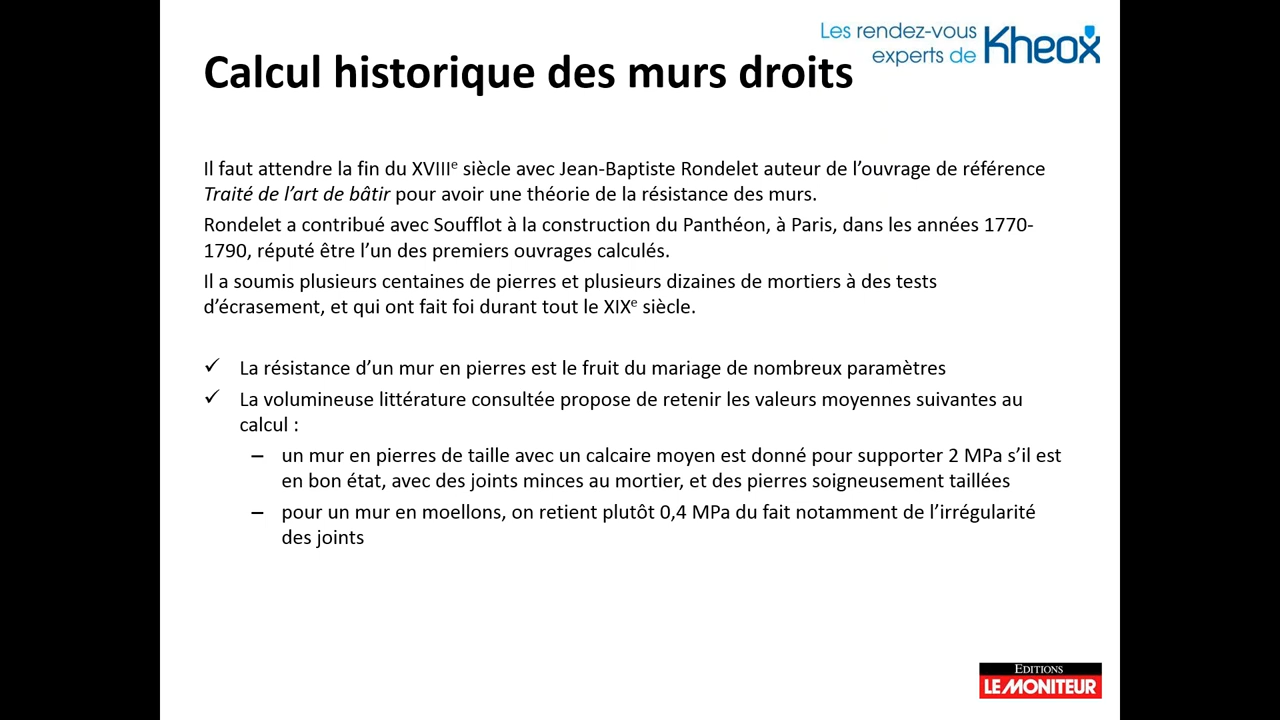 Les rendez-vous
experts de Kheox
Calcul historique des murs droits
Il faut attendre la fin du XVIIIe siècle avec Jean-Baptiste Rondelet auteur de l’ouvrage de référence
Traité de l’art de bâtir pour avoir une théorie de la résistance des murs.
Rondelet a contribué avec Soufflot à la construction du Panthéon, à Paris, dans les années 1770-
1790, réputé être l’un des premiers ouvrages calculés.
Il a soumis plusieurs centaines de pierres et plusieurs dizaines de mortiers à des tests
d’écrasement, et qui ont fait foi durant tout le XIXe siècle.
✓ La résistance d’un mur en pierres est le fruit du mariage de nombreux paramètres
✓ La volumineuse littérature consultée propose de retenir les valeurs moyennes suivantes au
calcul :
– un mur en pierres de taille avec un calcaire moyen est donné pour supporter 2 MPa s’il est
en bon état, avec des joints minces au mortier, et des pierres soigneusement taillées
– pour un mur en moellons, on retient plutôt 0,4 MPa du fait notamment de l’irrégularité
des joints
EDITIONS
LE MONITEUR